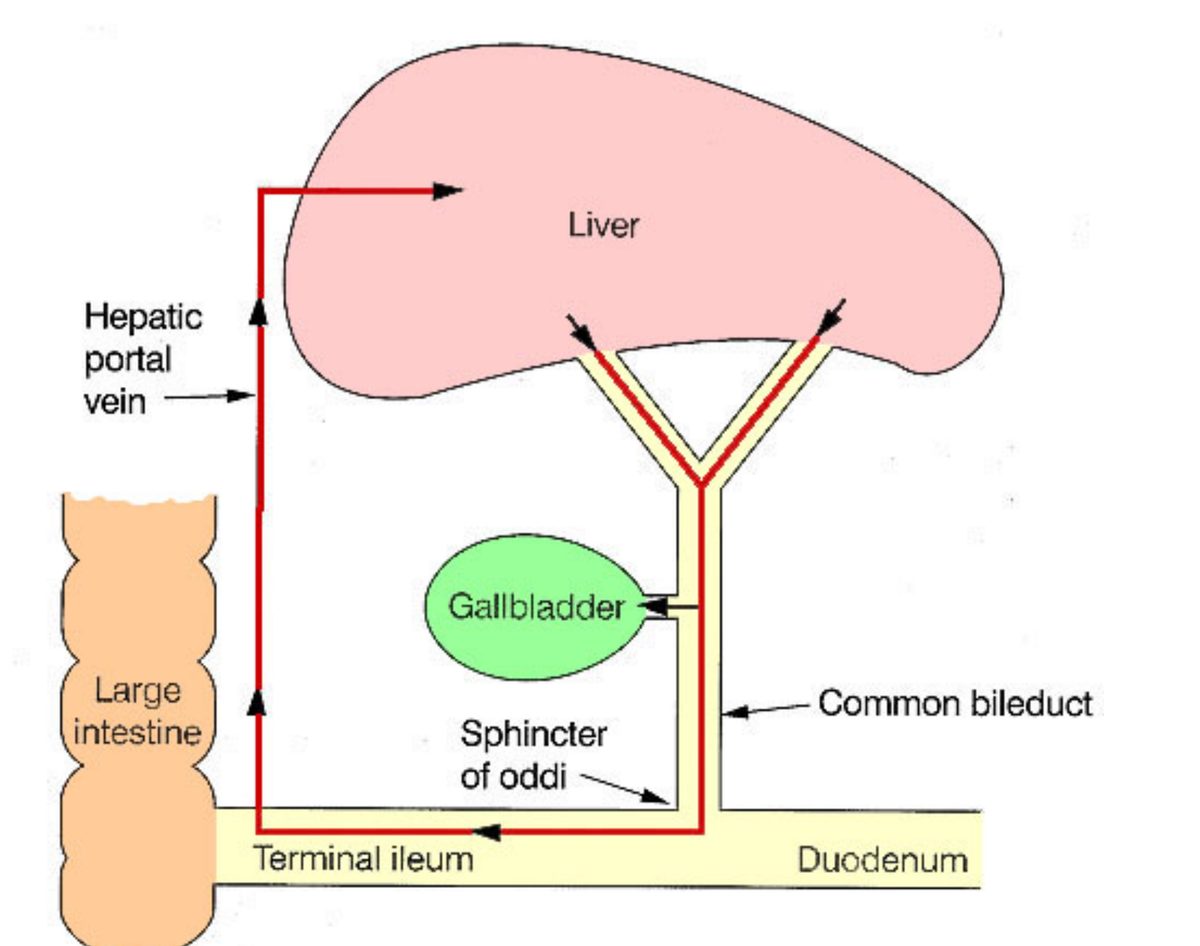 Liver
Hepatic
portal
vein
Gallbladder
Large
intestine
Common bileduct
Sphincter
of oddi
Terminal ileum
Duodenum